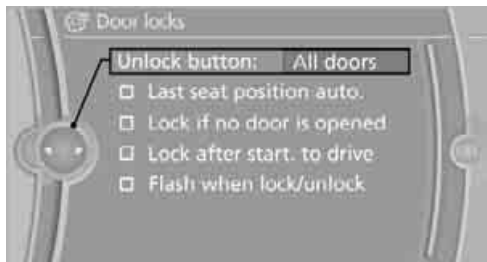 Door locks
Unlock button: All doors
Last seat position auto.
Lock if no door is opened
Lock after start. to drive
Flash when lock/unlock